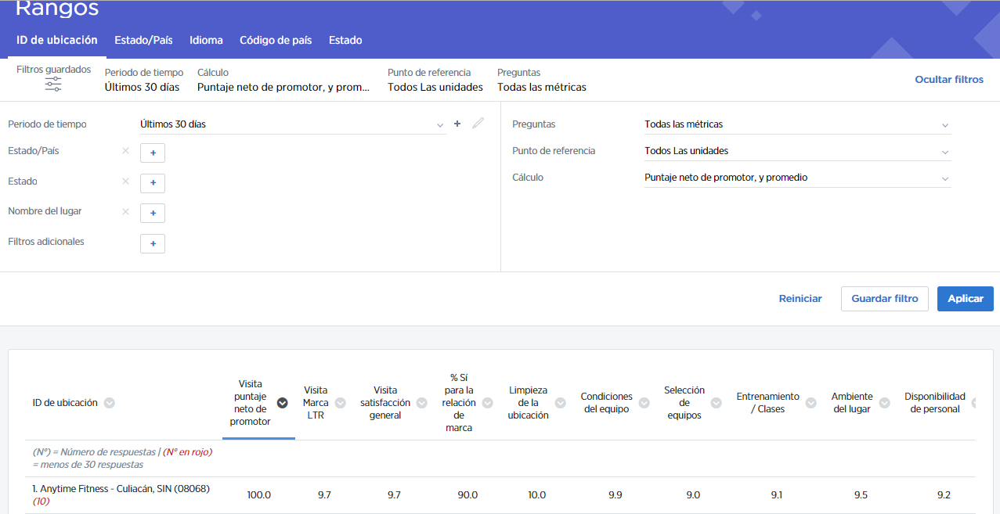 Rangos
ID de ubicación Estado/País Idioma Código de país Estado
Filtros guardados Periodo de tiempo Cálculo Punto de referencia Preguntas
Últimos 30 días Puntaje neto de promotor, y prom... Todos Las unidades Todas las métricas
Ocultar filtros
Periodo de tiempo Últimos 30 días
Estado/País
Estado
Nombre del lugar
Filtros adicionales
Preguntas Todas las métricas
Punto de referencia Todos Las unidades
Cálculo Puntaje neto de promotor, y promedio
Reiniciar Guardar filtro Aplicar
ID de ubicación
Visita
puntaje
neto de
promotor
Visita
Marca
LTR
Visita
satisfacción
general
% Sí
para la
relación
de
marca
Limpieza
de la
ubicación
Condiciones
del equipo
Selección
de
equipos
Entrenamiento
/ Clases
Ambiente
del lugar
Disponibilidad
de personal
(Nº) = Número de respuestas | (Nº en rojo)
= menos de 30 respuestas
1. Anytime Fitness - Culiacán, SIN (08068)
(10)
100.0 9.7 9.7 90.0 10.0 9.9 9.0 9.1 9.5 9.2